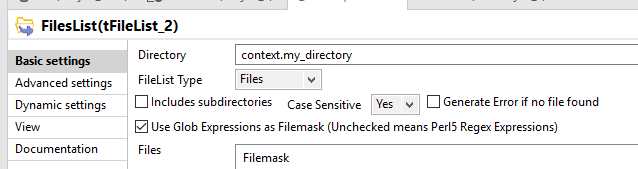 FilesList(tFileList_2)
Basic settings
Advanced settings
Dynamic settings
View
Documentation
Directory context.my_directory
FileList Type Files
Includes subdirectories Case Sensitive Yes Generate Error if no file found
Use Glob Expressions as Filemask (Unchecked means Perl5 Regex Expressions)
Files Filemask